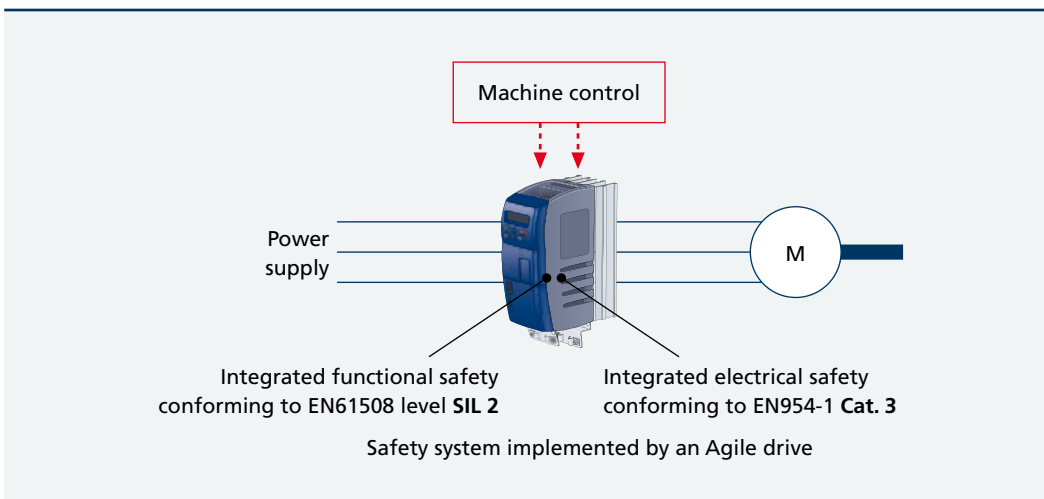 Machine control
Power
supply
M
Integrated functional safety
conforming to EN61508 level SIL 2
Integrated electrical safety
conforming to EN954-1 Cat. 3
Safety system implemented by an Agile drive